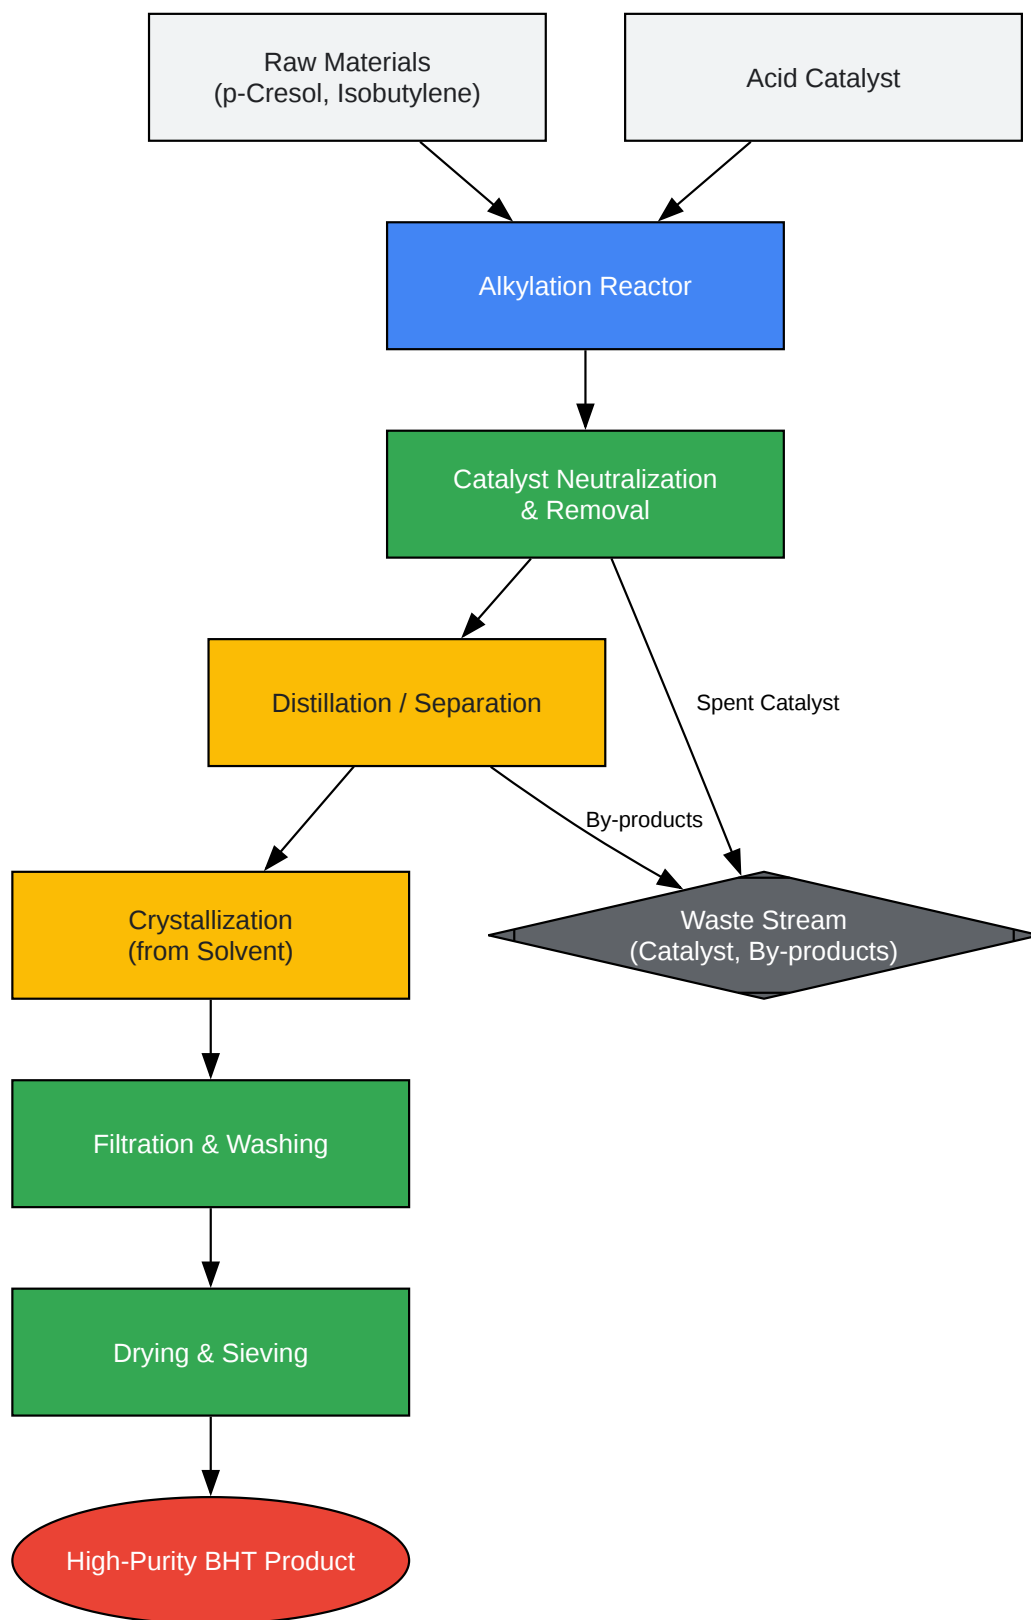 Raw Materials
(p-Cresol, Isobutylene)
Acid Catalyst
Alkylation Reactor
Catalyst Neutralization
& Removal
Distillation / Separation
Spent Catalyst
By-products
Crystallization
(from Solvent)
Waste Stream
(Catalyst, By-products)
Filtration & Washing
Drying & Sieving
High-Purity BHT Product